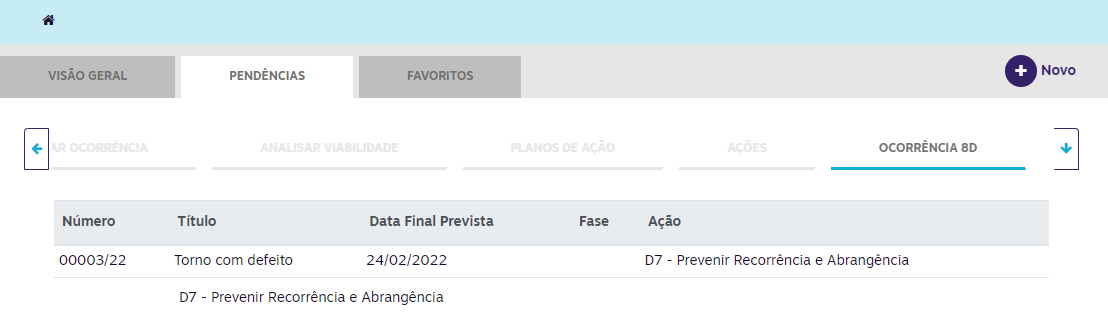 VISÃO GERAL PENDÊNCIAS FAVORITOS Novo
AR OCORRÊNCIA ANALISAR VIABILIDADE PLANOS DE AÇÃO AÇÕES OCORRÊNCIA 8D
Número Título Data Final Prevista Fase Ação
00003/22 Torno com defeito 24/02/2022 D7 - Prevenir Recorrência e Abrangência
D7 - Prevenir Recorrência e Abrangência